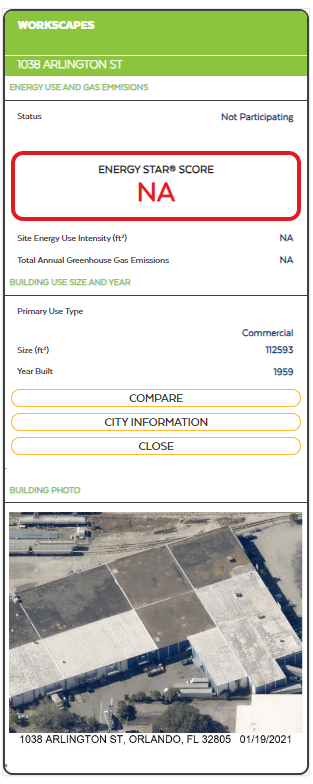 WORKSCAPES
1038 ARLINGTON ST
ENERGY USE AND GAS EMMISIONS
Status Not Participating
ENERGY STAR® SCORE
NA
Site Energy Use Intensity (ft²) NA
Total Annual Greenhouse Gas Emissions NA
BUILDING USE SIZE AND YEAR
Primary Use Type
Commercial
Size (ft²) 112593
Year Built 1959
COMPARE
CITY INFORMATION
CLOSE
BUILDING PHOTO
1038 ARLINGTON ST, ORLANDO, FL 32805 01/19/2021